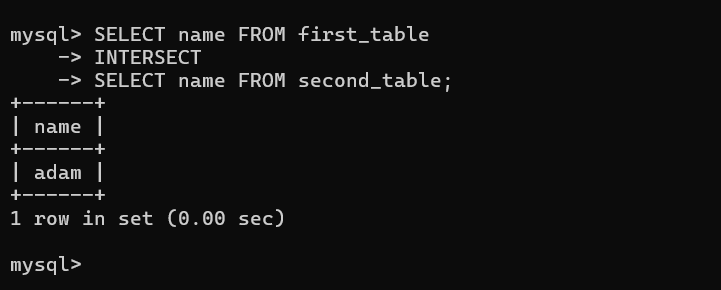 mysql> SELECT name FROM first_table
    -> INTERSECT
    -> SELECT name FROM second_table;
+------+
| name |
+------+
| adam |
+------+
1 row in set (0.00 sec)

mysql>